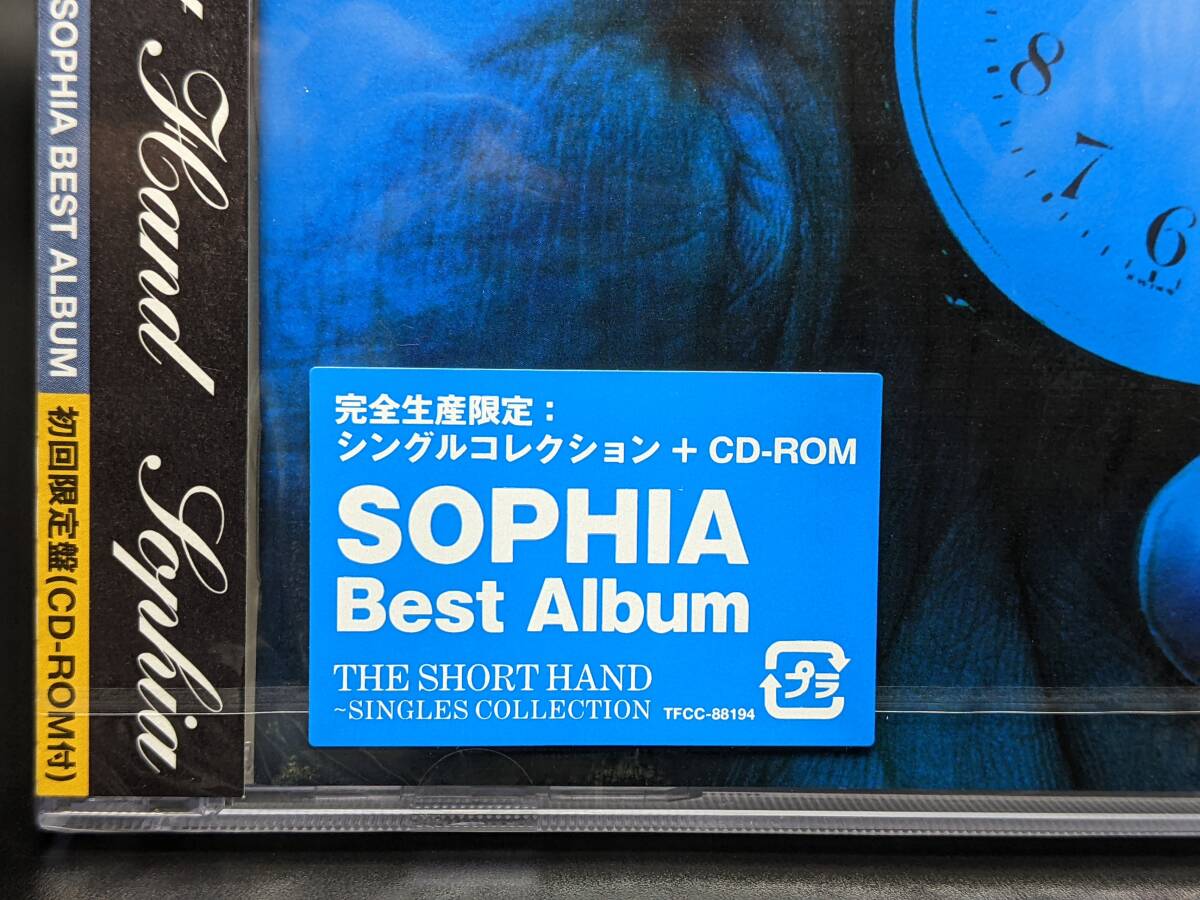 SOPHIA BEST ALBUM
初回限定盤(CD-ROM付)
Hand Sophia
8
7
6
完全生産限定：
シングルコレクション + CD-ROM
SOPHIA
Best Album
THE SHORT HAND
~SINGLES COLLECTION
TFCC-88194
プラ